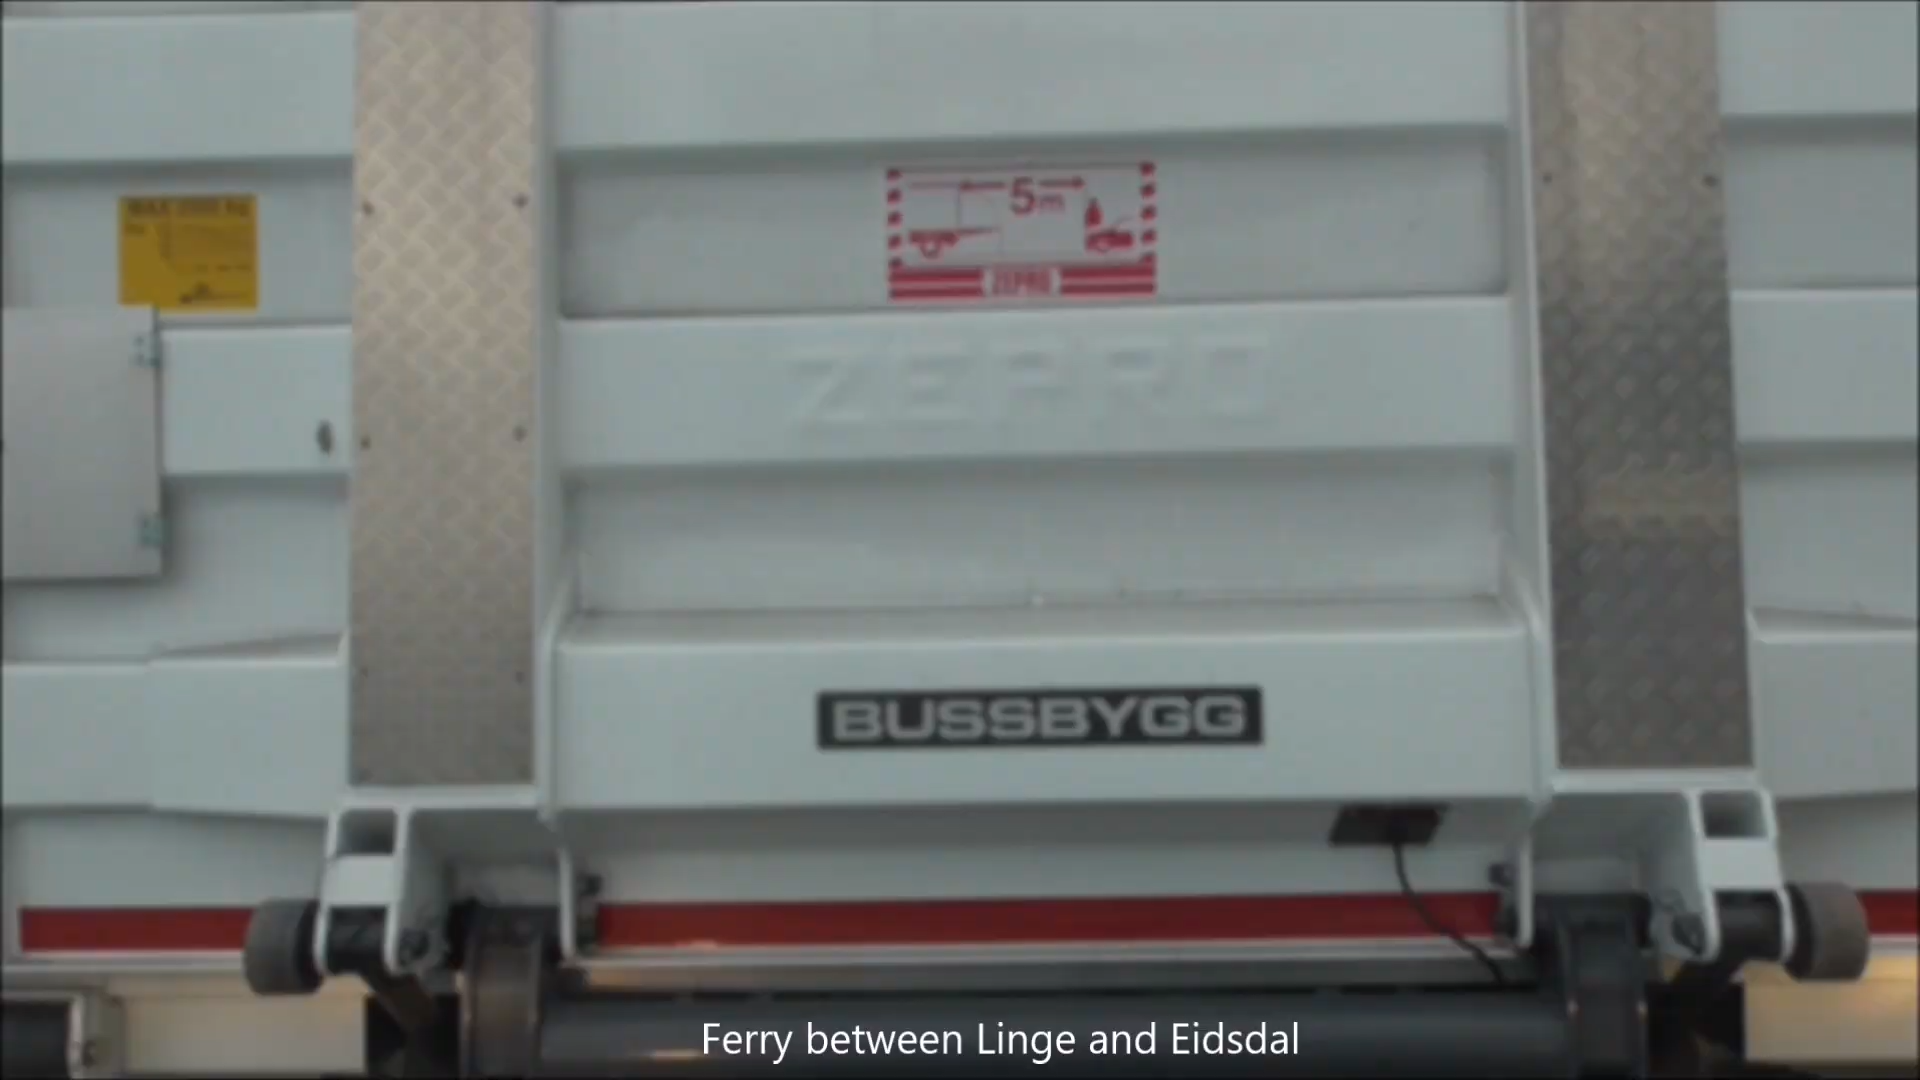 5m
ZEPRO
ZEPRO
BUSSBYGG
Ferry between Linge and Eidsdal